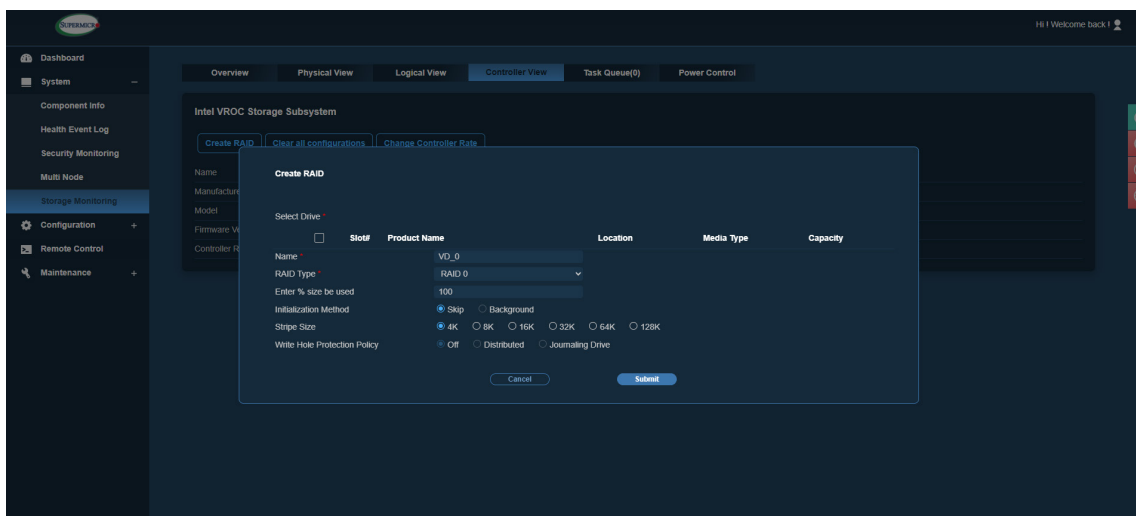 SUPERMICR
Hi ! Welcome back !
Dashboard
System
Component Info
Health Event Log
Security Monitoring
Multi Node
Storage Monitoring
Configuration
Remote Control
Maintenance
Overview Physical View Logical View Controller View Task Queue(0) Power Control
Intel VROC Storage Subsystem
Create RAID Clear all configurations Change Controller Rate
Name
Manufacture
Model
Firmware Ve
Controller R
Create RAID
Select Drive *
Slot# Product Name Location Media Type Capacity
Name * VD_0
RAID Type * RAID 0
Enter % size be used 100
Initialization Method Skip Background
Stripe Size 4K 8K 16K 32K 64K 128K
Write Hole Protection Policy Off Distributed Journaling Drive
Cancel Submit